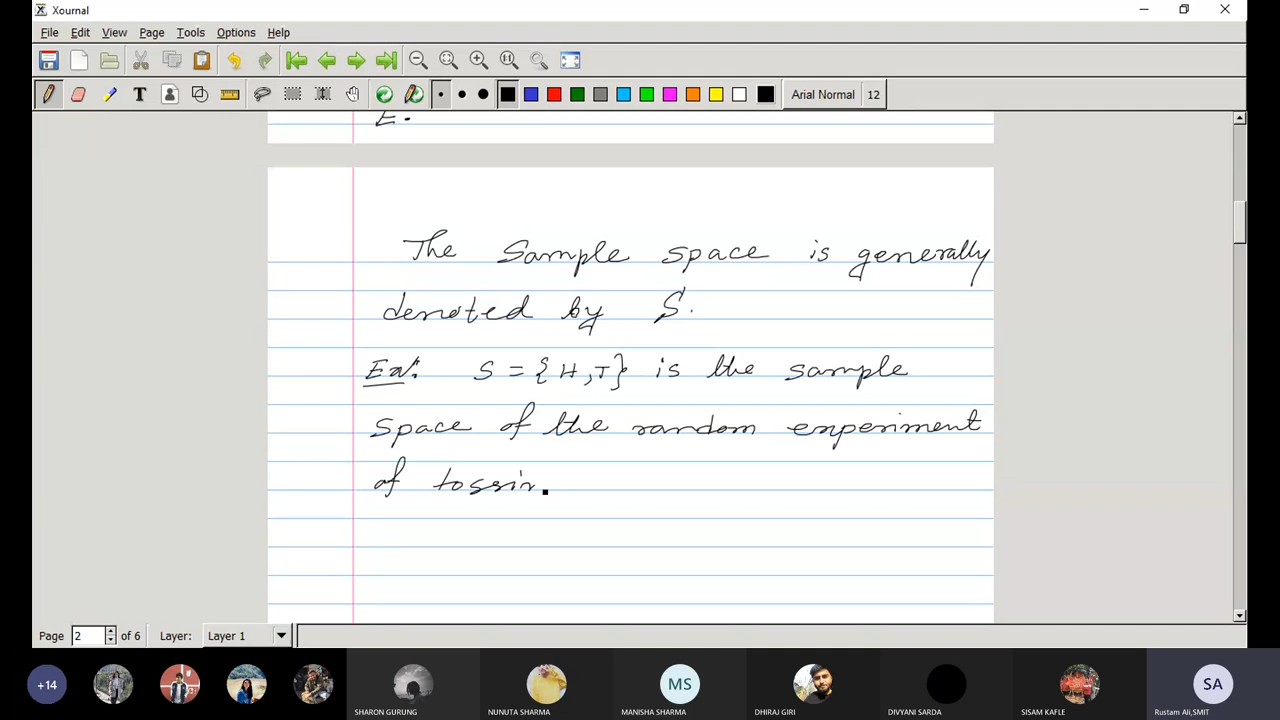 Xournal
File Edit View Page Tools Options Help
Arial Normal 12
E.
The Sample space is generally
denoted by S.
Ex: S = {H,T} is the sample
space of the random experiment
of tossin
Page 2 of 6 Layer: Layer 1
+14 MS SA
SHARON GURUNG NUNUTA SHARMA MANISHA SHARMA DHIRAJ GIRI DIVYANI SARDA SISAM KAFLE Rustam Ali,SMIT